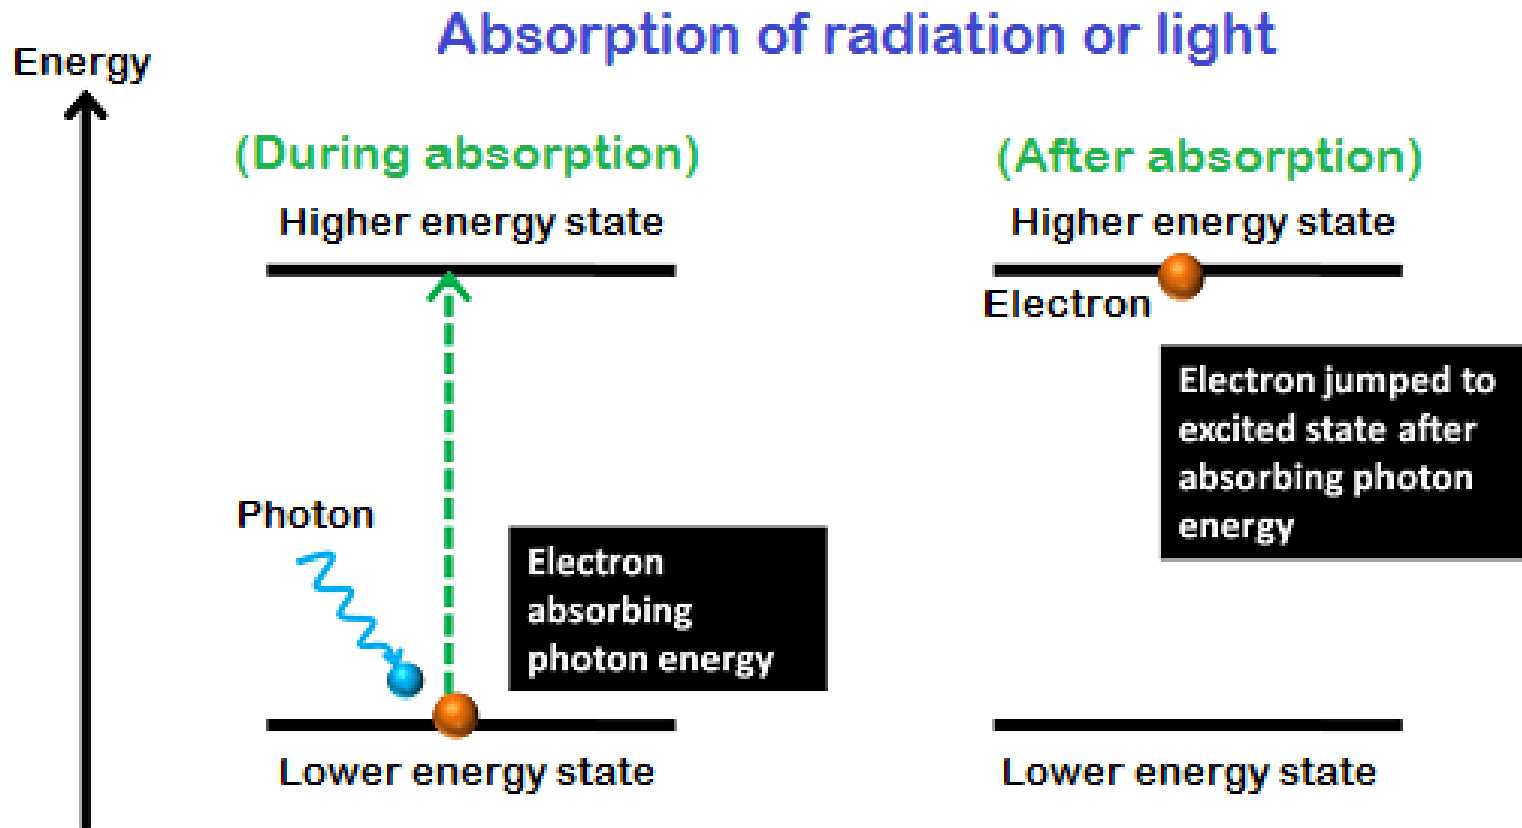 Absorption of radiation or light
Energy
(During absorption)
Higher energy state
Photon
Electron
absorbing
photon energy
Lower energy state
(After absorption)
Higher energy state
Electron
Electron jumped to
excited state after
absorbing photon
energy
Lower energy state